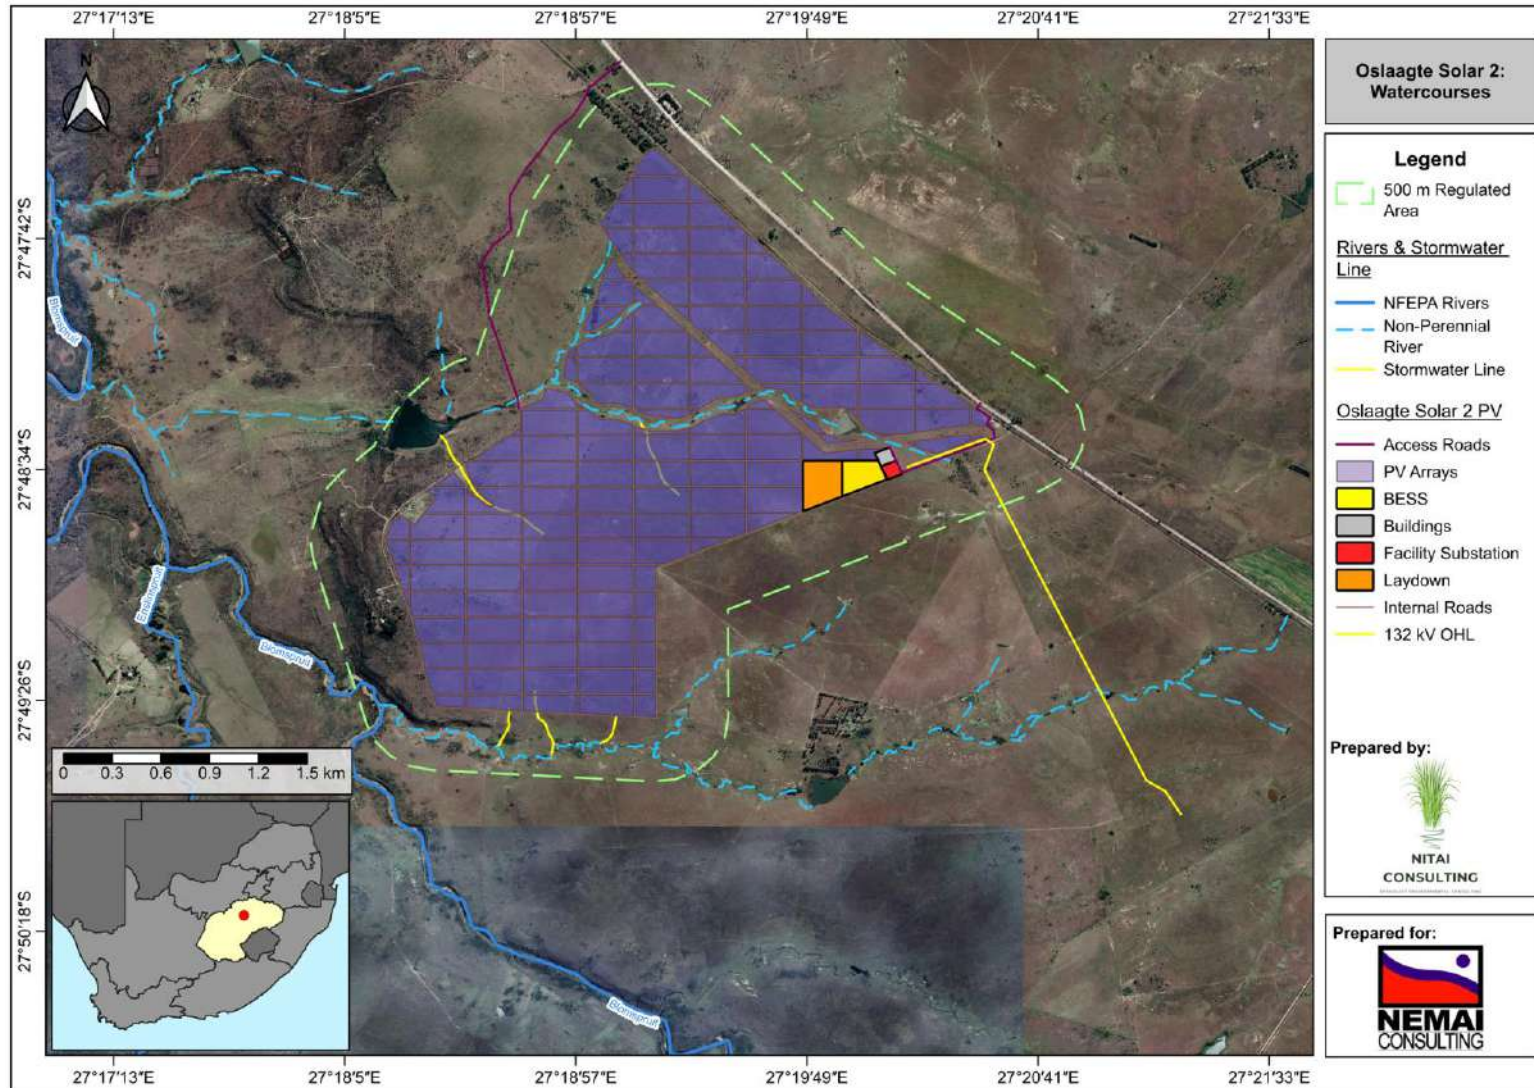 27°17'13"E 27°18'5"E 27°18'57"E 27°19'49"E 27°20'41"E 27°21'33"E
N
27°47'42"S
27°48'34"S
27°49'26"S
27°50'18"S
Blomspruit
Enslinspruit
Blomspruit
Blomspruit
0 0.3 0.6 0.9 1.2 1.5 km
27°17'13"E 27°18'5"E 27°18'57"E 27°19'49"E 27°20'41"E 27°21'33"E
Oslaagte Solar 2:
Watercourses
Legend
500 m Regulated
Area
Rivers & Stormwater
Line
NFEPA Rivers
Non-Perennial
River
Stormwater Line
Oslaagte Solar 2 PV
Access Roads
PV Arrays
BESS
Buildings
Facility Substation
Laydown
Internal Roads
132 kV OHL
Prepared by:
NITAI
CONSULTING
Prepared for:
NEMAI
CONSULTING